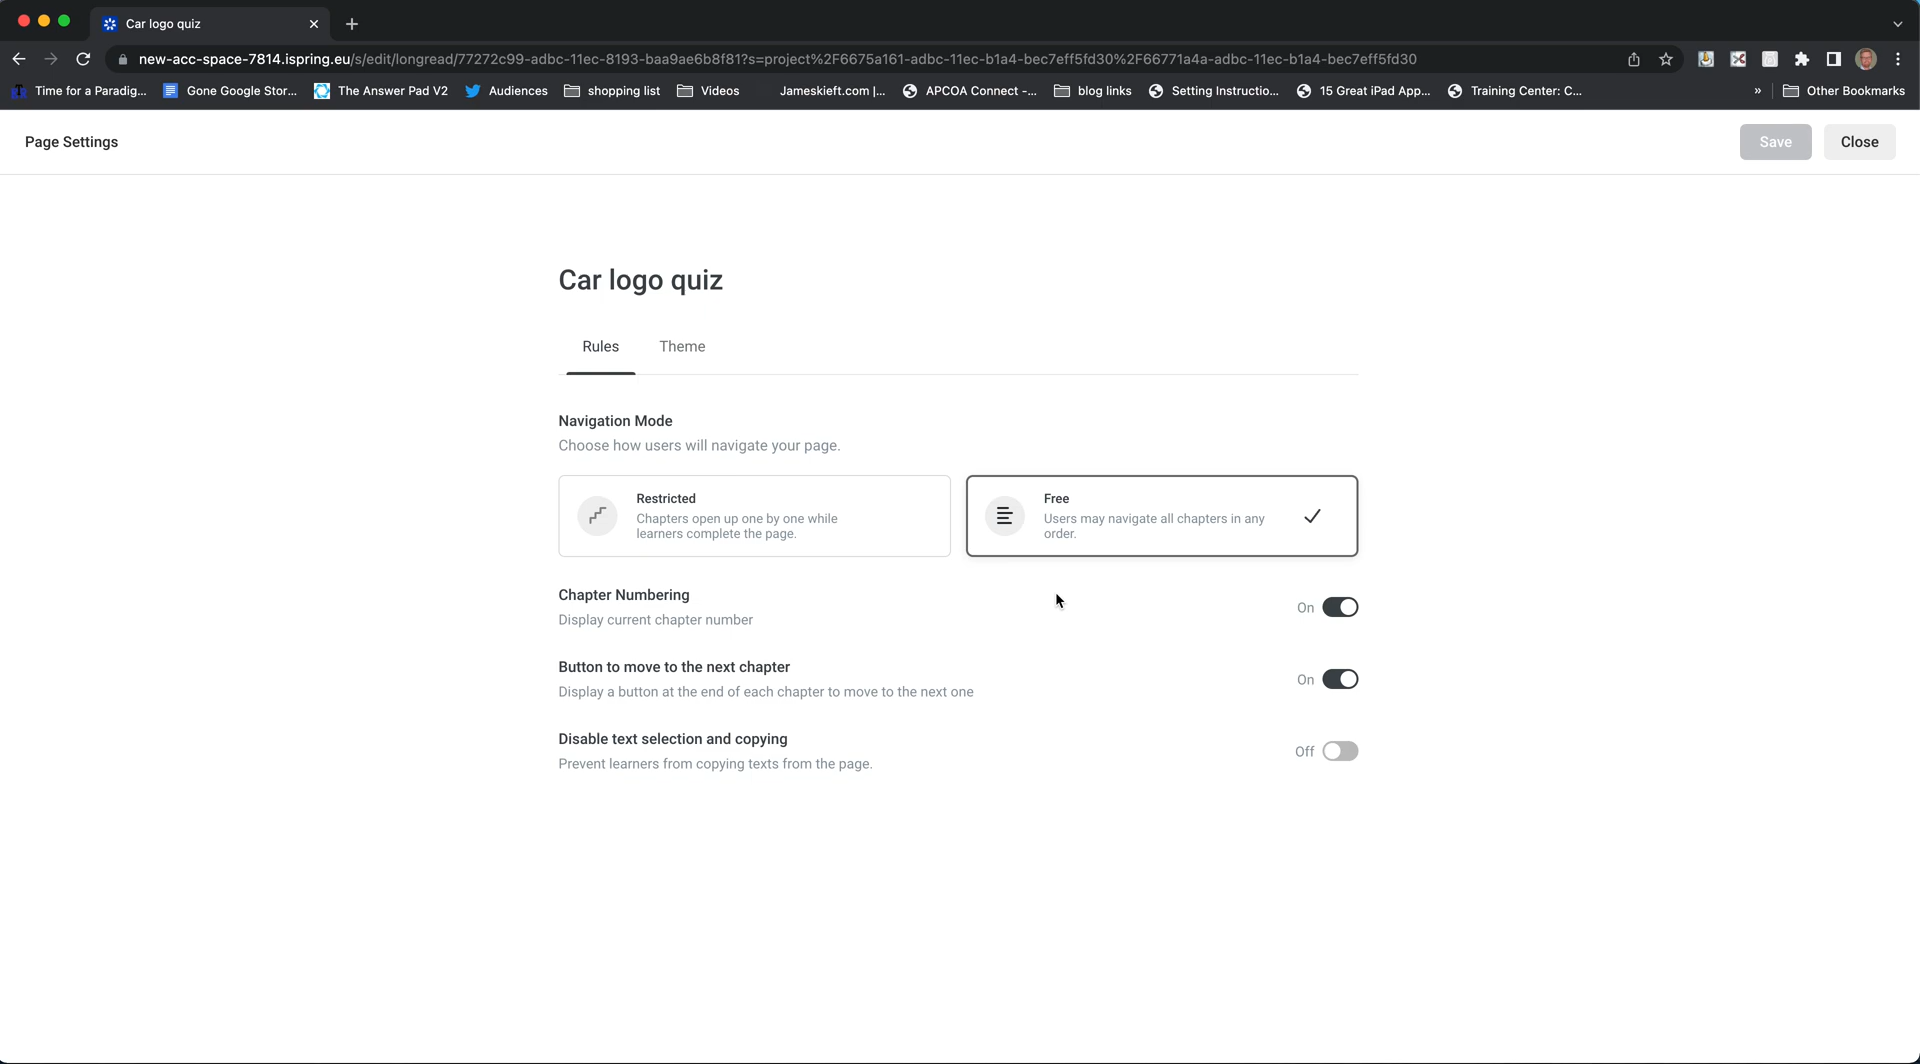 Car logo quiz
new-acc-space-7814.ispring.eu/s/edit/longread/77272c99-adbc-11ec-8193-baa9ae6b8f81?s=project%2F6675a161-adbc-11ec-b1a4-bec7eff5fd30%2F66771a4a-adbc-11ec-b1a4-bec7eff5fd30
Time for a Paradig... Gone Google Stor... The Answer Pad V2 Audiences shopping list Videos Jameskieft.com |... APCOA Connect -... blog links Setting Instructio... 15 Great iPad App... Training Center: C... » Other Bookmarks
Page Settings Save Close
Car logo quiz
Rules Theme
Navigation Mode
Choose how users will navigate your page.
Restricted
Chapters open up one by one while
learners complete the page.
Free
Users may navigate all chapters in any
order.
Chapter Numbering
Display current chapter number
On
Button to move to the next chapter
Display a button at the end of each chapter to move to the next one
On
Disable text selection and copying
Prevent learners from copying texts from the page.
Off